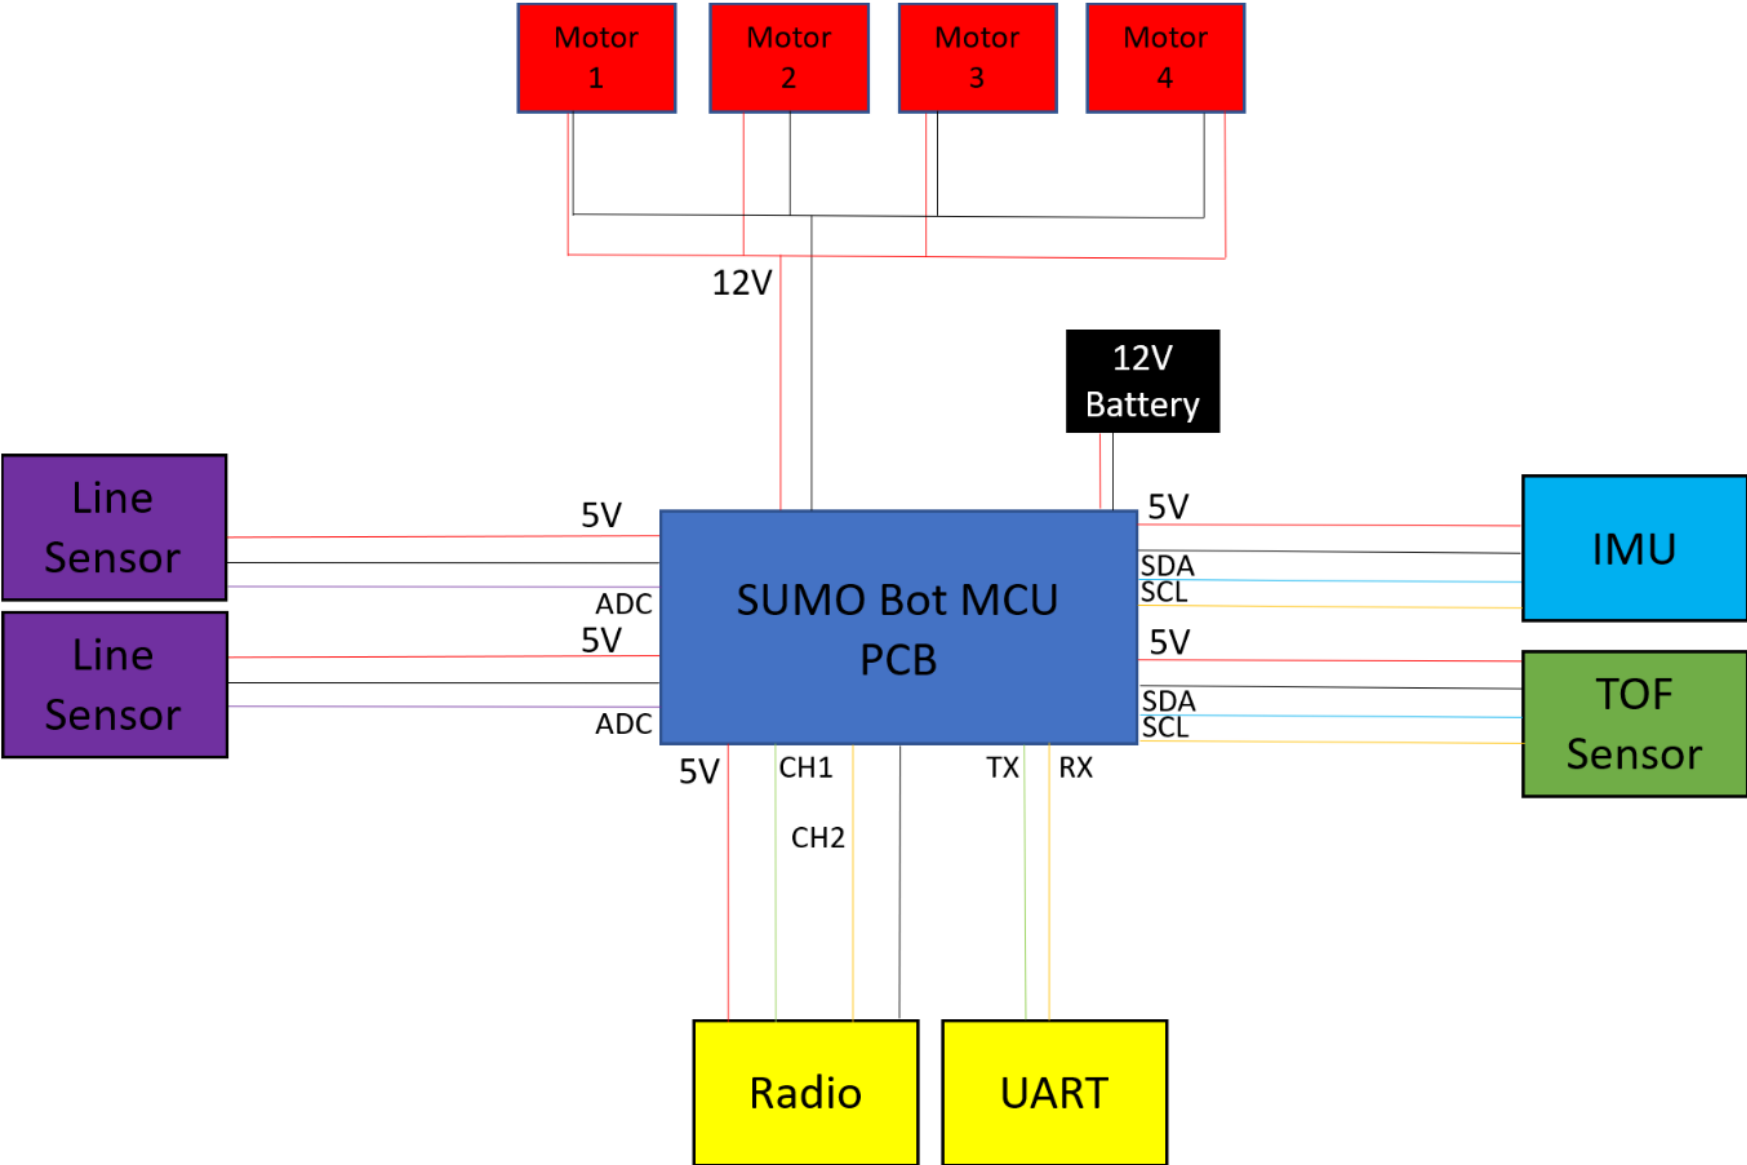 Motor
1
Motor
2
Motor
3
Motor
4
12V
12V
Battery
Line
Sensor
5V
ADC
Line
Sensor
5V
ADC
SUMO Bot MCU
PCB
5V
SDA
SCL
IMU
5V
SDA
SCL
TOF
Sensor
5V
CH1
CH2
TX
RX
Radio
UART